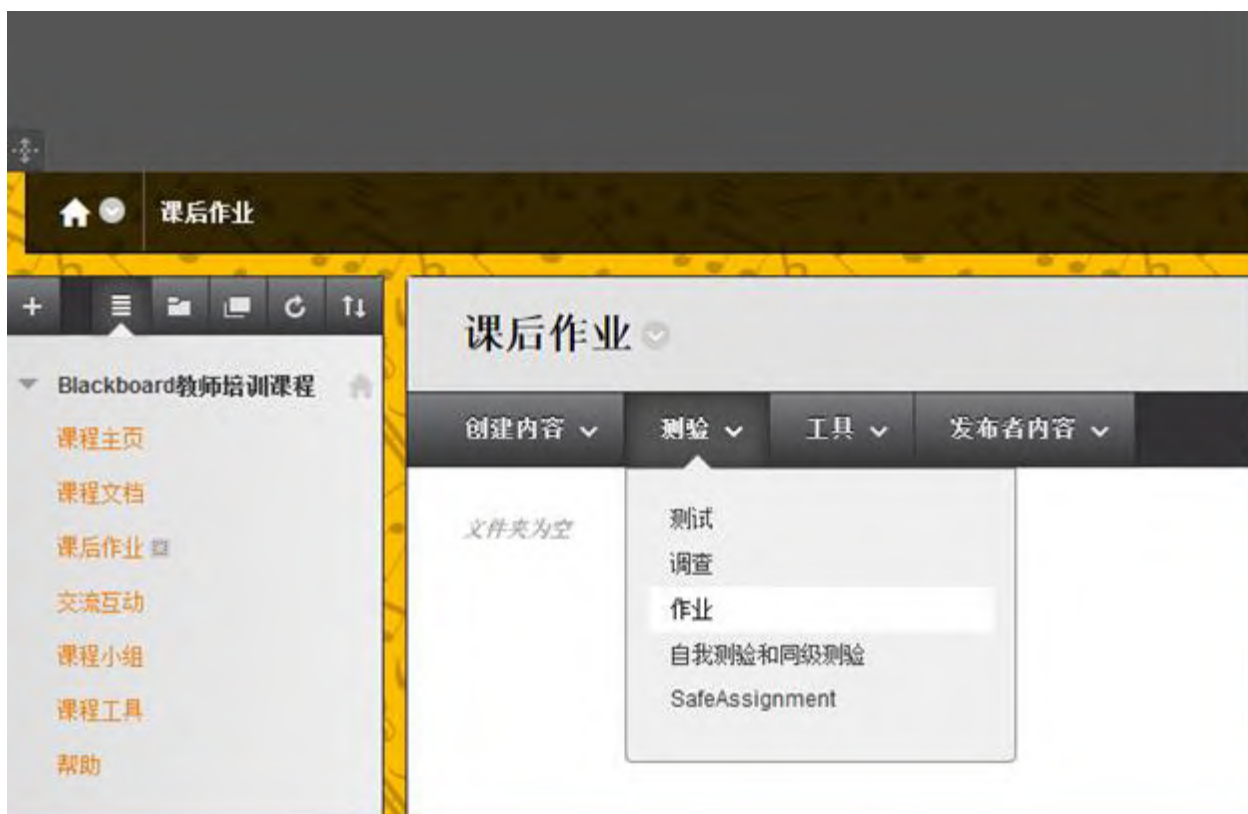 课后作业
Blackboard教师培训课程
课程主页
课程文档
课后作业
交流互动
课程小组
课程工具
帮助
课后作业
创建内容 测验 工具 发布者内容
文件夹为空
测试
调查
作业
自我测验和同级测验
SafeAssignment